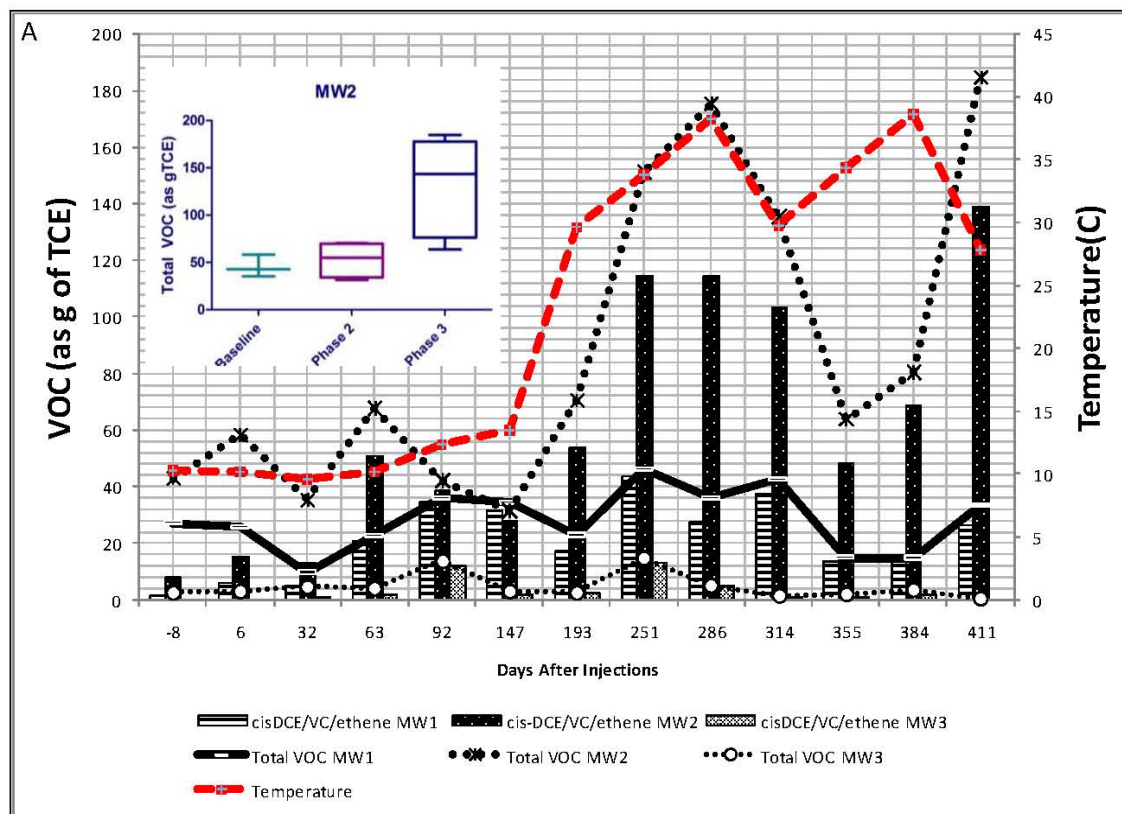 A
VOC (as g of TCE)
200
180
160
140
120
100
80
60
40
20
0
MW2
Total VOC (as gTCE)
200
150
100
50
0
Baseline
Phase 2
Phase 3
45
40
35
30
25
20
15
10
5
0
Temperature(C)
-8 6 32 63 92 147 193 251 286 314 355 384 411
Days After Injections
cisDCE/VC/ethene MW1 cis-DCE/VC/ethene MW2 cisDCE/VC/ethene MW3
Total VOC MW1 Total VOC MW2 Total VOC MW3
Temperature